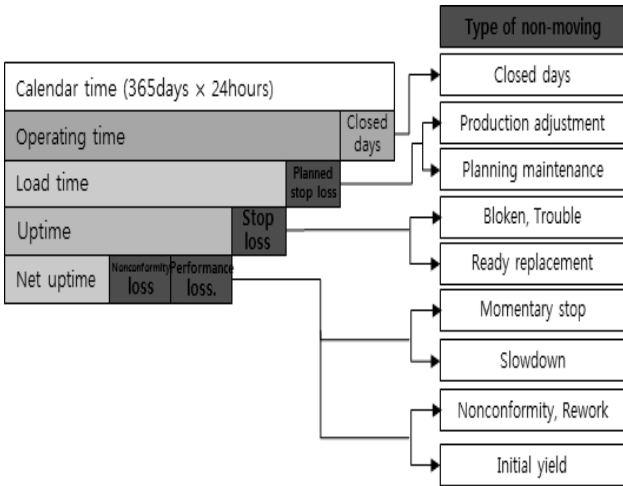 Type of non-moving
Calendar time (365days × 24hours)
Closed days
Operating time
Closed
days
Production adjustment
Load time
Planned
stop loss
Planning maintenance
Uptime
Stop
loss
Bloken, Trouble
Ready replacement
Net uptime
Nonconformity
loss
Performance
loss.
Momentary stop
Slowdown
Nonconformity, Rework
Initial yield